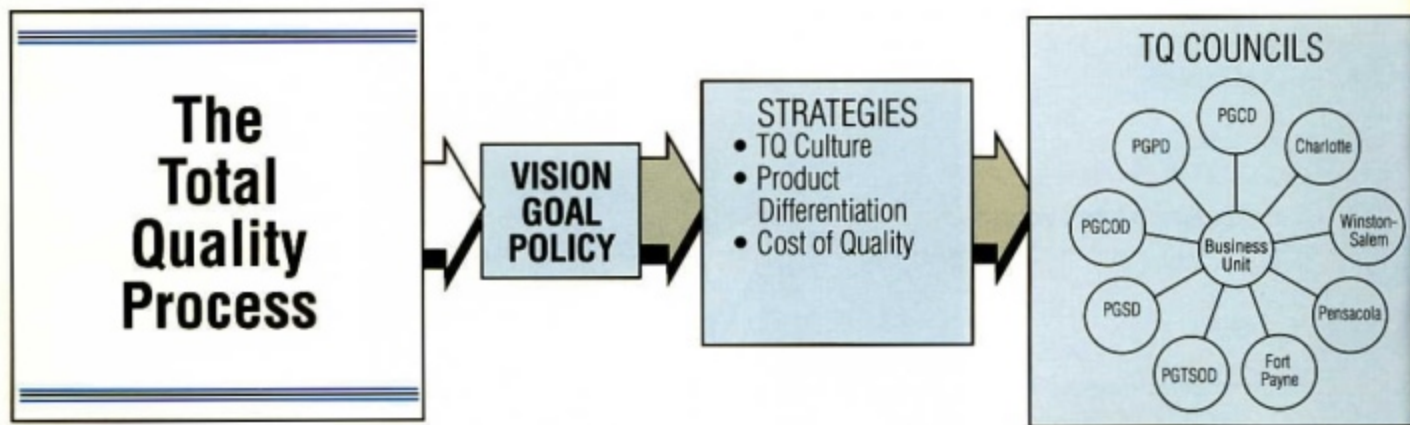 The
Total
Quality
Process
VISION
GOAL
POLICY
STRATEGIES
• TQ Culture
• Product
Differentiation
• Cost of Quality
TQ COUNCILS
PGCD
Charlotte
Winston-
Salem
Pensacola
Fort
Payne
PGTSOD
PGSD
PGCOD
PGPD
Business
Unit